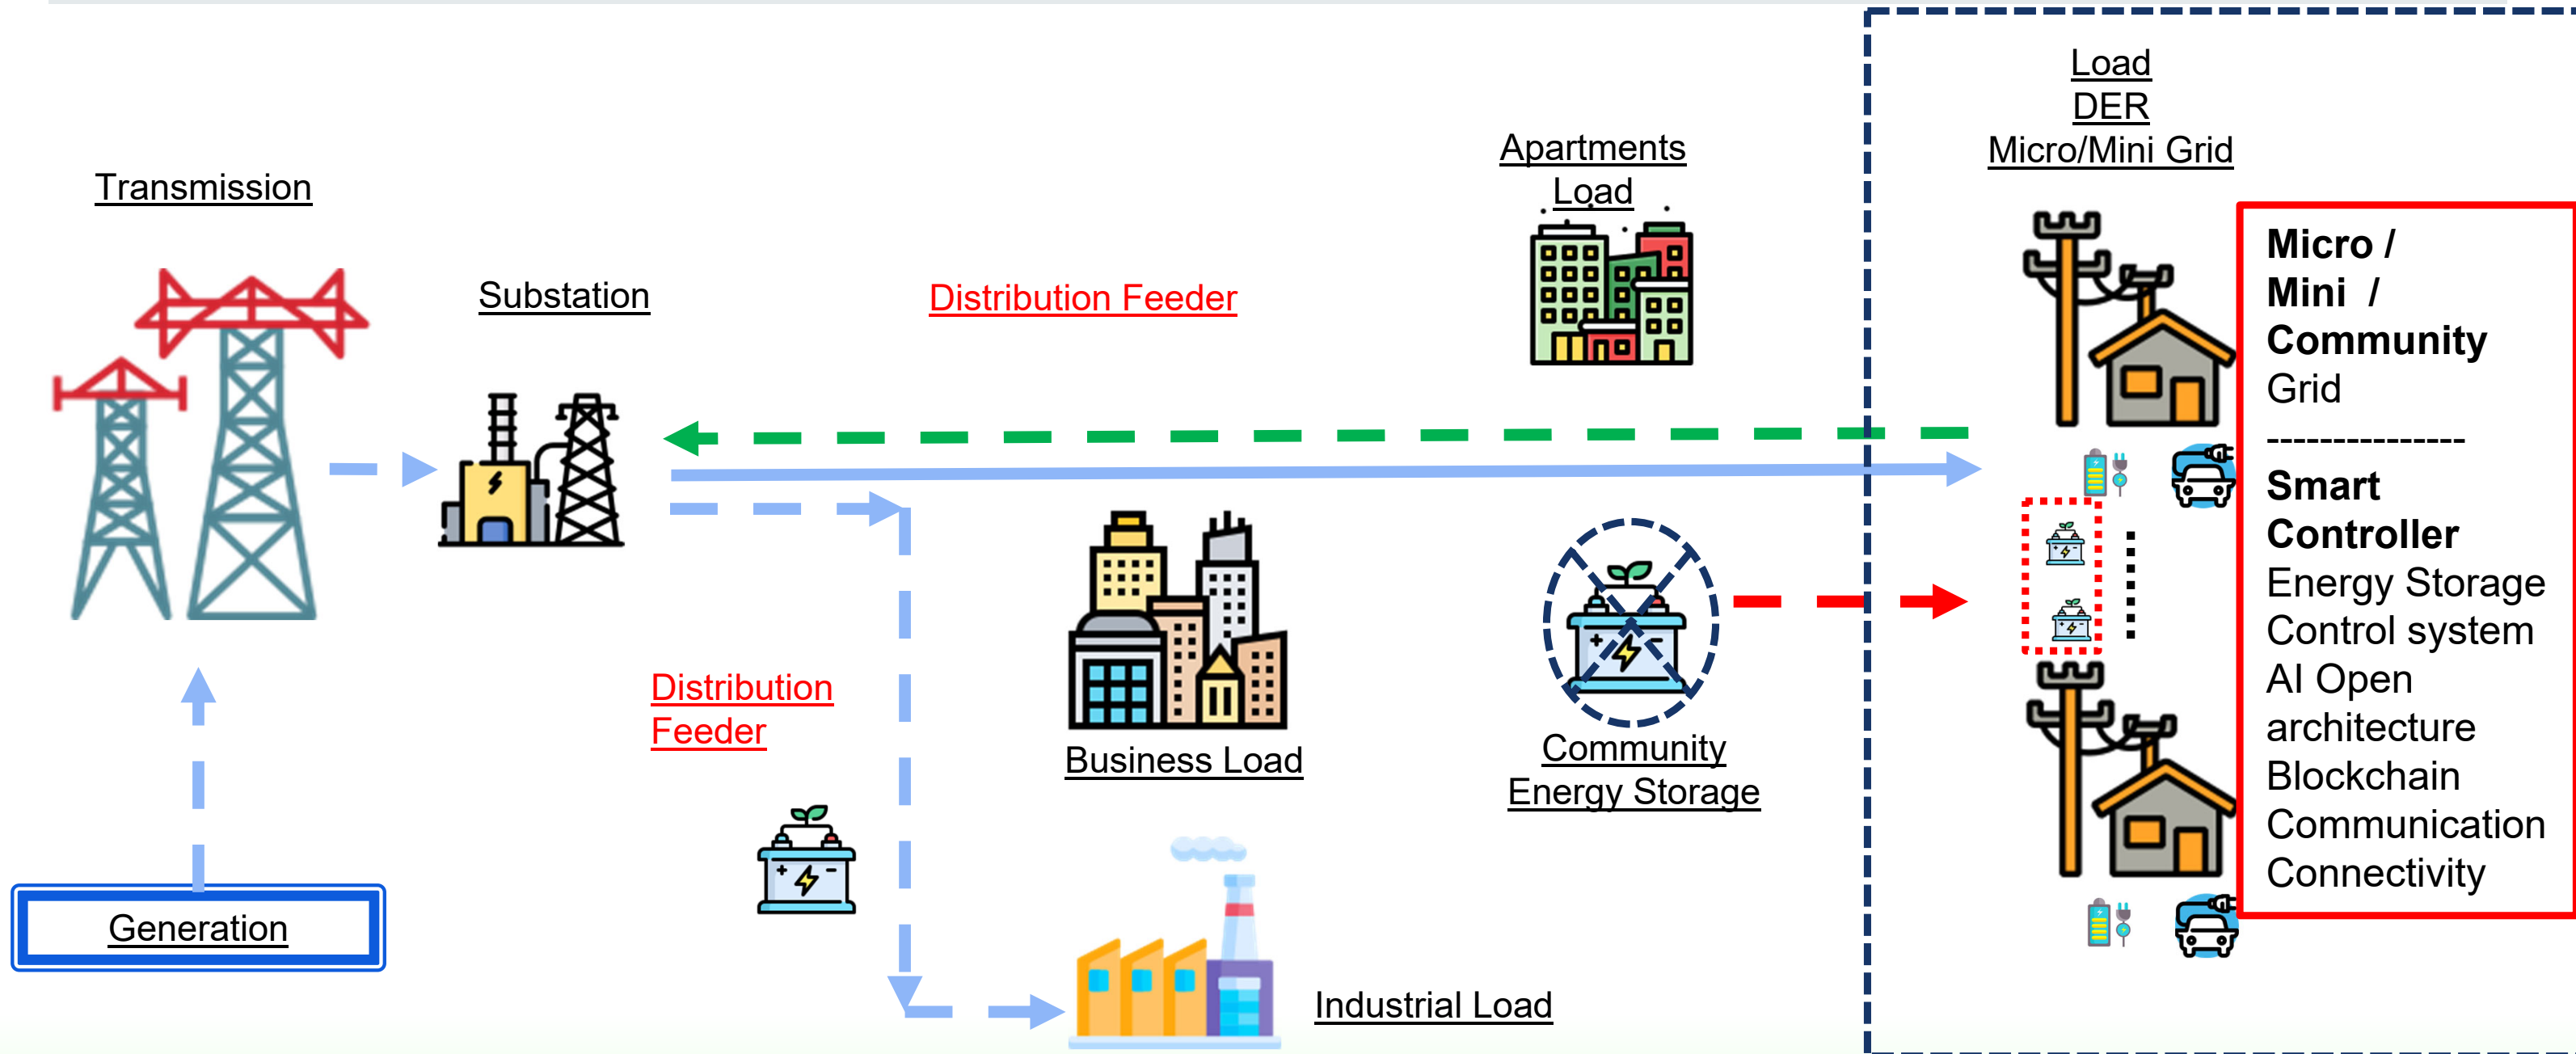 Transmission
Substation
Distribution Feeder
Apartments
Load
Load
DER
Micro/Mini Grid
Micro /
Mini /
Community
Grid
---------------
Smart
Controller
Energy Storage
Control system
AI Open
architecture
Blockchain
Communication
Connectivity
Distribution
Feeder
Business Load
Community
Energy Storage
Generation
Industrial Load